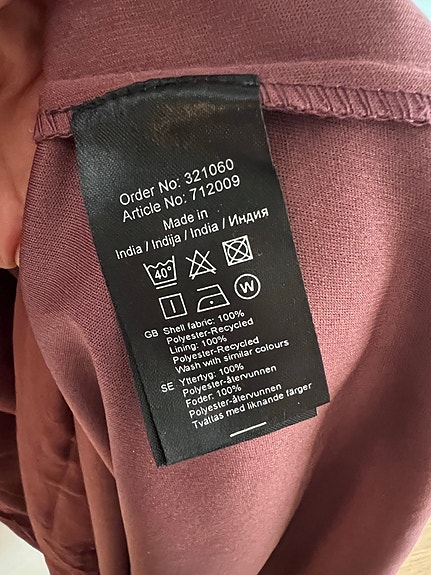 Order No: 321060
Article No: 712009
Made in
India / Indija / India / Индия
40°
W
GB Shell fabric: 100%
Polyester-Recycled
Lining: 100%
Polyester-Recycled
Wash with similar colours
SE Yttertyg: 100%
Polyester-återvunnen
Foder: 100%
Polyester-återvunnen
Tvättas med liknande färger